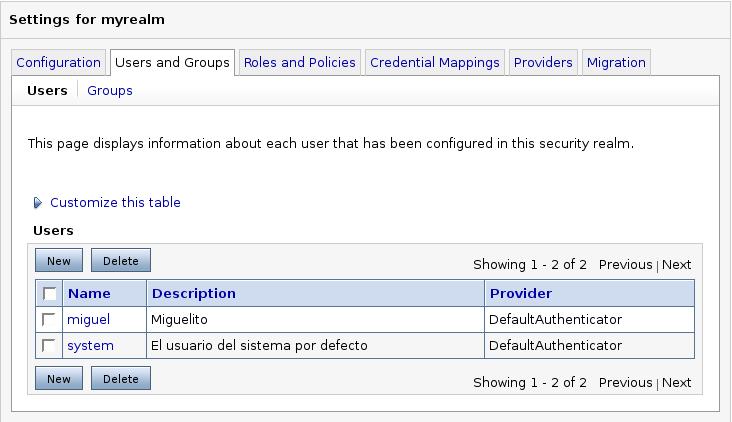 Settings for myrealm
Configuration Users and Groups Roles and Policies Credential Mappings Providers Migration
Users Groups
This page displays information about each user that has been configured in this security realm.
Customize this table
Users
New Delete Showing 1 - 2 of 2 Previous | Next
Name Description Provider
miguel Miguelito DefaultAuthenticator
system El usuario del sistema por defecto DefaultAuthenticator
New Delete Showing 1 - 2 of 2 Previous | Next